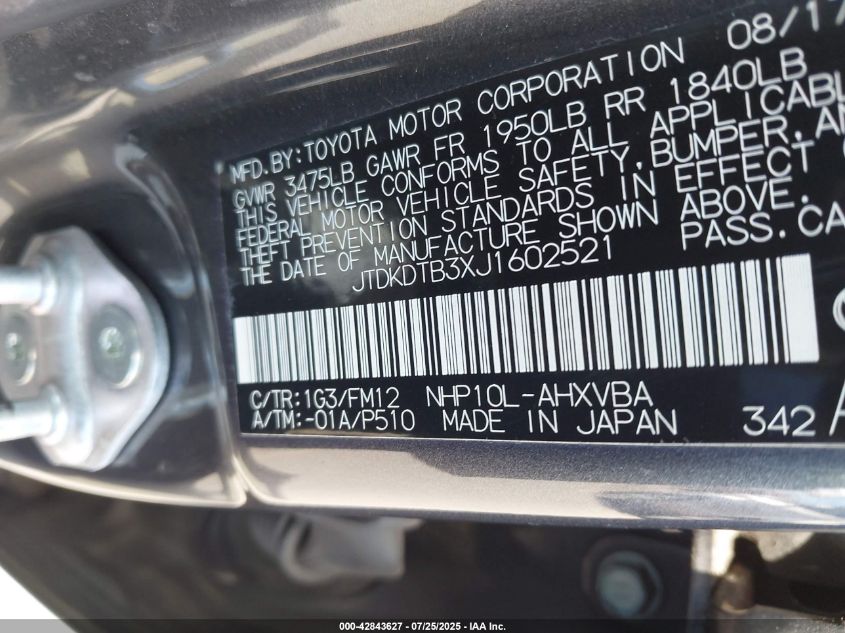 MFD.BY:TOYOTA MOTOR CORPORATION 08/17
GVWR 3475LB GAWR FR 1950LB RR 1840LB
THIS VEHICLE CONFORMS TO ALL APPLICABL
FEDERAL MOTOR VEHICLE SAFETY,BUMPER,AN
THEFT PREVENTION STANDARDS IN EFFECT
THE DATE OF MANUFACTURE SHOWN ABOVE.
JTDKDTB3XJ1602521 PASS.CA
C/TR:1G3/FM12 NHP10L-AHXVBA
A/TM:-01A/P510 MADE IN JAPAN 342
000-42843627 - 07/25/2025 - IAA Inc.